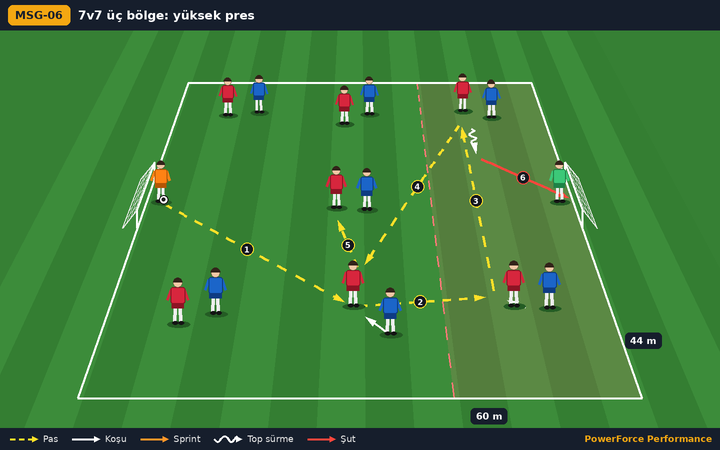 MSG-06 7v7 üç bölge: yüksek pres
4
3
6
5
1
2
44 m
60 m
Pas Koşu Sprint Top sürme Şut PowerForce Performance